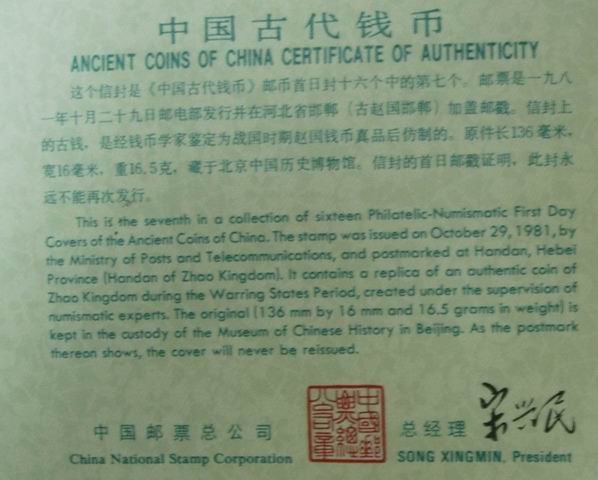 中国古代钱币
ANCIENT COINS OF CHINA CERTIFICATE OF AUTHENTICITY
这个信封是《中国古代钱币》邮币首日封十六个中的第七个。邮票是一九八
一年十月二十九日邮电部发行并在河北省邯郸（古赵国邯郸）加盖邮戳。信封上
的古钱，是经钱币学家鉴定为战国时期赵国钱币真品后仿制的。原件长136毫米，
宽16毫米，重16.5克，藏于北京中国历史博物馆。信封的首日邮戳证明，此封永
远不能再次发行。
This is the seventh in a collection of sixteen Philatelic-Numismatic First Day
Covers of the Ancient Coins of China. The stamp was issued on October 29, 1981, by
the Ministry of Posts and Telecommunications, and postmarked at Handan, Hebei
Province (Handan of Zhao Kingdom). It contains a replica of an authentic coin of
Zhao Kingdom during the Warring States Period, created under the supervision of
numismatic experts. The original (136 mm by 16 mm and 16.5 grams in weight) is
kept in the custody of the Museum of Chinese History in Beijing. As the postmark
thereon shows, the cover will never be reissued.
中国邮票总公司
China National Stamp Corporation
中國郵票總公司章
总经理 宋兴民
SONG XINGMIN, President